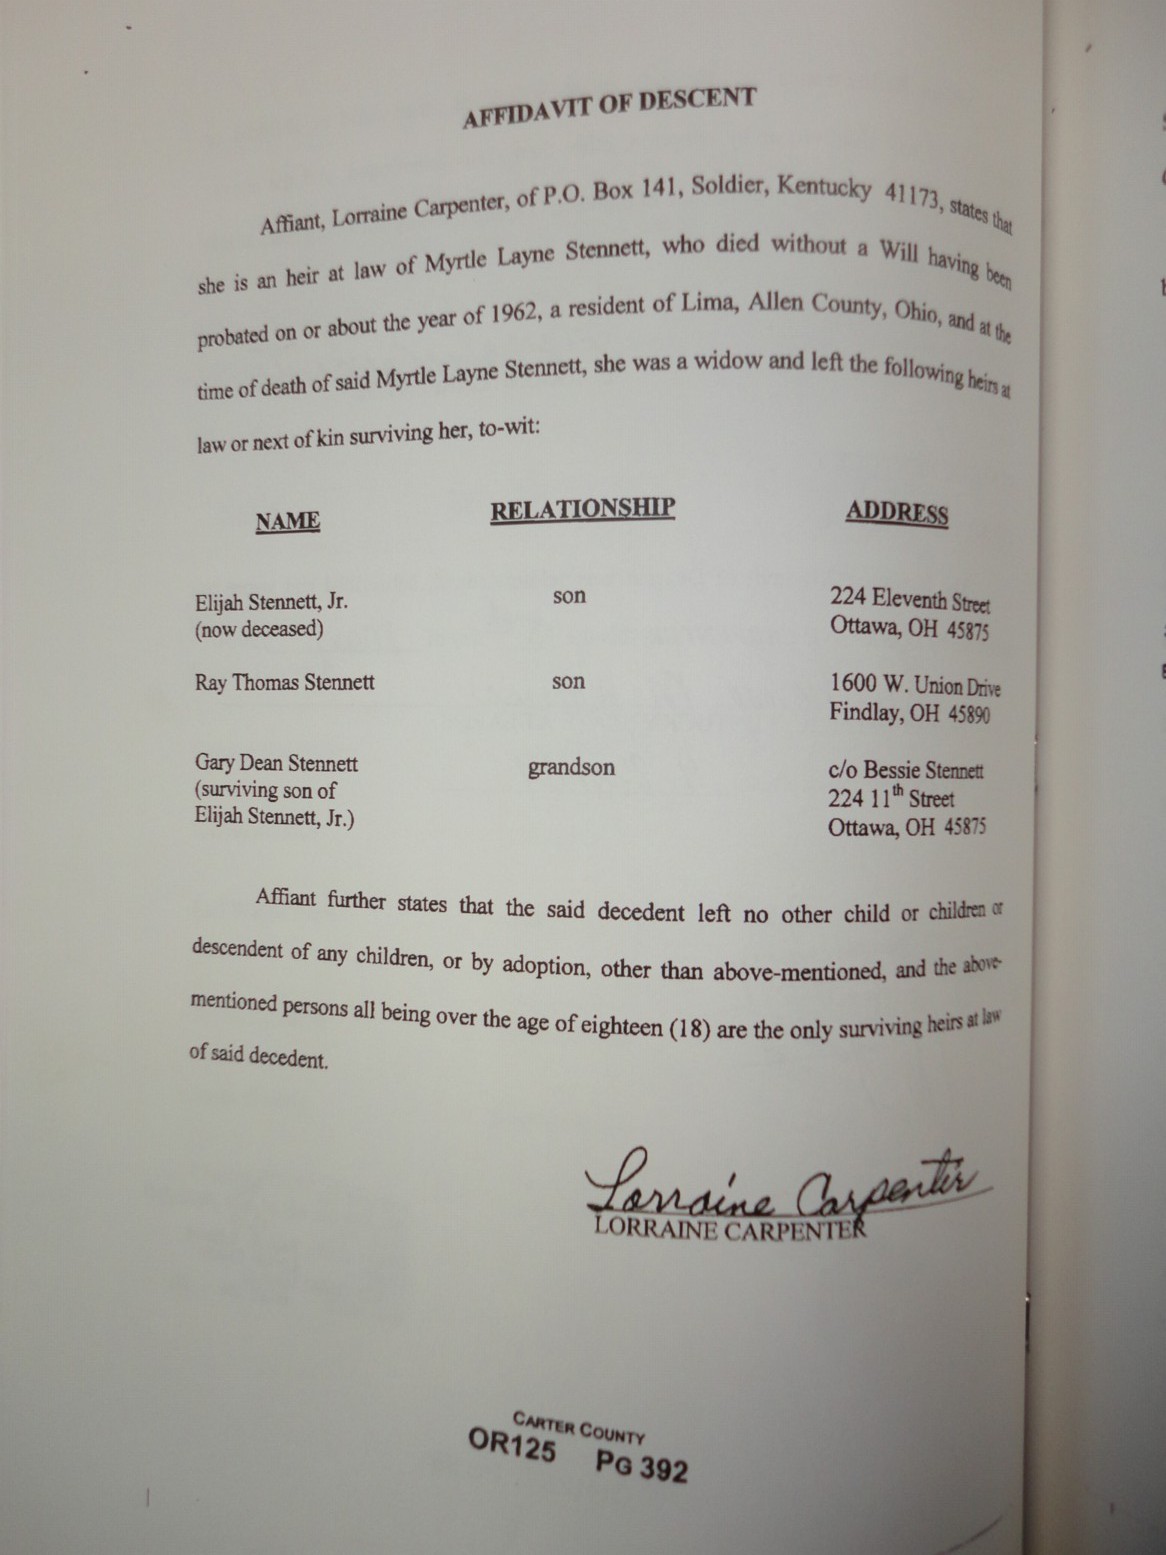 AFFIDAVIT OF DESCENT
Affiant, Lorraine Carpenter, of P.O. Box 141, Soldier, Kentucky 41173, states that
she is an heir at law of Myrtle Layne Stennett, who died without a Will having been
probated on or about the year of 1962, a resident of Lima, Allen County, Ohio, and at the
time of death of said Myrtle Layne Stennett, she was a widow and left the following heirs at
law or next of kin surviving her, to-wit:
NAME RELATIONSHIP ADDRESS
Elijah Stennett, Jr. son 224 Eleventh Street
(now deceased) Ottawa, OH 45875
Ray Thomas Stennett son 1600 W. Union Drive
Findlay, OH 45890
Gary Dean Stennett grandson c/o Bessie Stennett
(surviving son of 224 11th Street
Elijah Stennett, Jr.) Ottawa, OH 45875
Affiant further states that the said decedent left no other child or children or
descendent of any children, or by adoption, other than above-mentioned, and the above-
mentioned persons all being over the age of eighteen (18) are the only surviving heirs at law
of said decedent.
Lorraine Carpenter
LORRAINE CARPENTER
CARTER COUNTY
OR125 PG 392